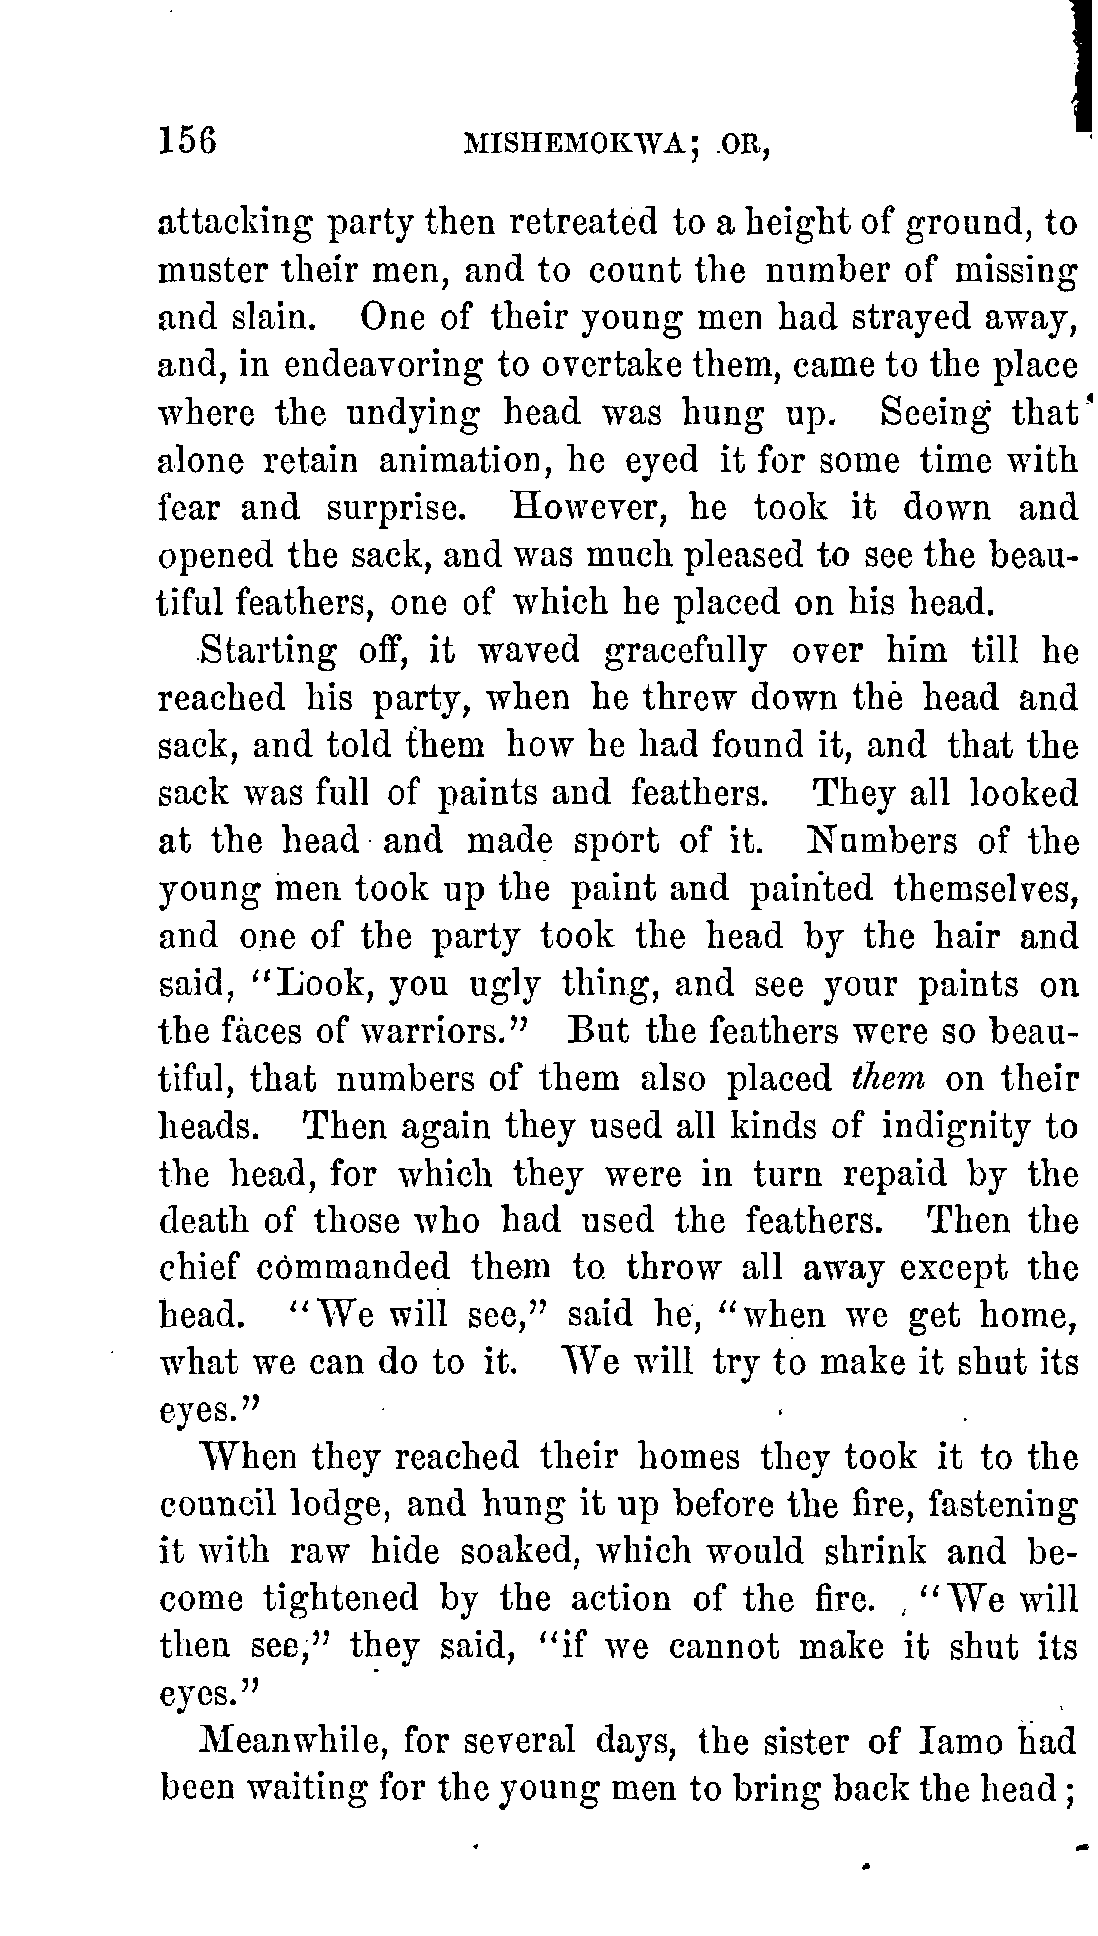 156 MISHEMOKWA; OR,
attacking party then retreated to a height of ground, to
muster their men, and to count the number of missing
and slain. One of their young men had strayed away,
and, in endeavoring to overtake them, came to the place
where the undying head was hung up. Seeing that
alone retain animation, he eyed it for some time with
fear and surprise. However, he took it down and
opened the sack, and was much pleased to see the beau-
tiful feathers, one of which he placed on his head.
Starting off, it waved gracefully over him till he
reached his party, when he threw down the head and
sack, and told them how he had found it, and that the
sack was full of paints and feathers. They all looked
at the head and made sport of it. Numbers of the
young men took up the paint and painted themselves,
and one of the party took the head by the hair and
said, "Look, you ugly thing, and see your paints on
the faces of warriors." But the feathers were so beau-
tiful, that numbers of them also placed them on their
heads. Then again they used all kinds of indignity to
the head, for which they were in turn repaid by the
death of those who had used the feathers. Then the
chief commanded them to throw all away except the
head. "We will see," said he, "when we get home,
what we can do to it. We will try to make it shut its
eyes."
When they reached their homes they took it to the
council lodge, and hung it up before the fire, fastening
it with raw hide soaked, which would shrink and be-
come tightened by the action of the fire. "We will
then see," they said, "if we cannot make it shut its
eyes."
Meanwhile, for several days, the sister of Iamo had
been waiting for the young men to bring back the head;